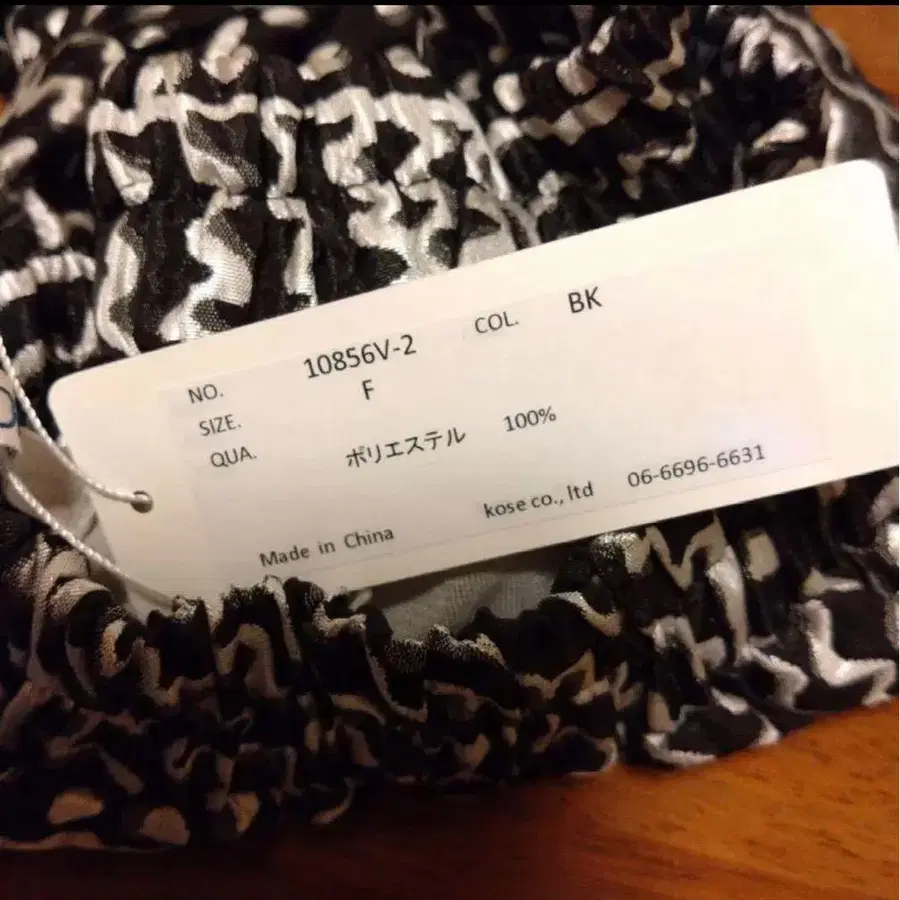 NO. 10856V-2 COL. BK
SIZE. F
QUA. ポリエステル 100%
Made in China kose co., ltd 06-6696-6631